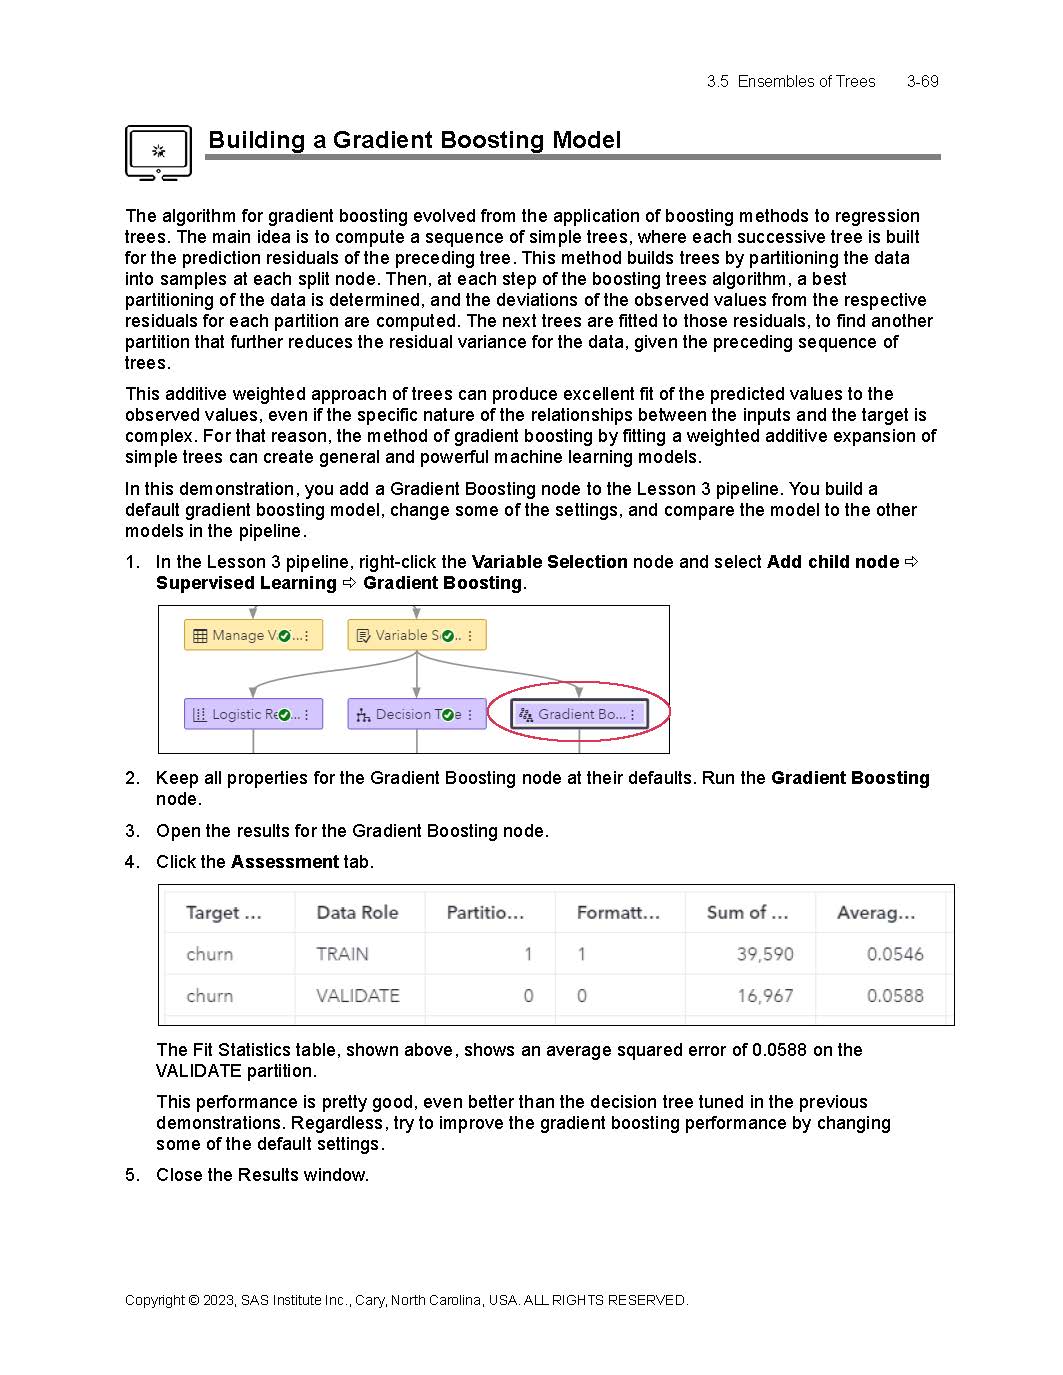 3.5 Ensembles of Trees 3-69
Building a Gradient Boosting Model
The algorithm for gradient boosting evolved from the application of boosting methods to regression
trees. The main idea is to compute a sequence of simple trees, where each successive tree is built
for the prediction residuals of the preceding tree. This method builds trees by partitioning the data
into samples at each split node. Then, at each step of the boosting trees algorithm, a best
partitioning of the data is determined, and the deviations of the observed values from the respective
residuals for each partition are computed. The next trees are fitted to those residuals, to find another
partition that further reduces the residual variance for the data, given the preceding sequence of
trees.
This additive weighted approach of trees can produce excellent fit of the predicted values to the
observed values, even if the specific nature of the relationships between the inputs and the target is
complex. For that reason, the method of gradient boosting by fitting a weighted additive expansion of
simple trees can create general and powerful machine learning models.
In this demonstration, you add a Gradient Boosting node to the Lesson 3 pipeline. You build a
default gradient boosting model, change some of the settings, and compare the model to the other
models in the pipeline.
1. In the Lesson 3 pipeline, right-click the Variable Selection node and select Add child node ⇨
Supervised Learning ⇨ Gradient Boosting.
Manage V... Variable S...
Logistic Re... Decision T e Gradient Bo...
2. Keep all properties for the Gradient Boosting node at their defaults. Run the Gradient Boosting
node.
3. Open the results for the Gradient Boosting node.
4. Click the Assessment tab.
Target ... Data Role Partitio... Formatt... Sum of ... Averag...
churn TRAIN 1 1 39,590 0.0546
churn VALIDATE 0 0 16,967 0.0588
The Fit Statistics table, shown above, shows an average squared error of 0.0588 on the
VALIDATE partition.
This performance is pretty good, even better than the decision tree tuned in the previous
demonstrations. Regardless, try to improve the gradient boosting performance by changing
some of the default settings.
5. Close the Results window.
Copyright © 2023, SAS Institute Inc., Cary, North Carolina, USA. ALL RIGHTS RESERVED.